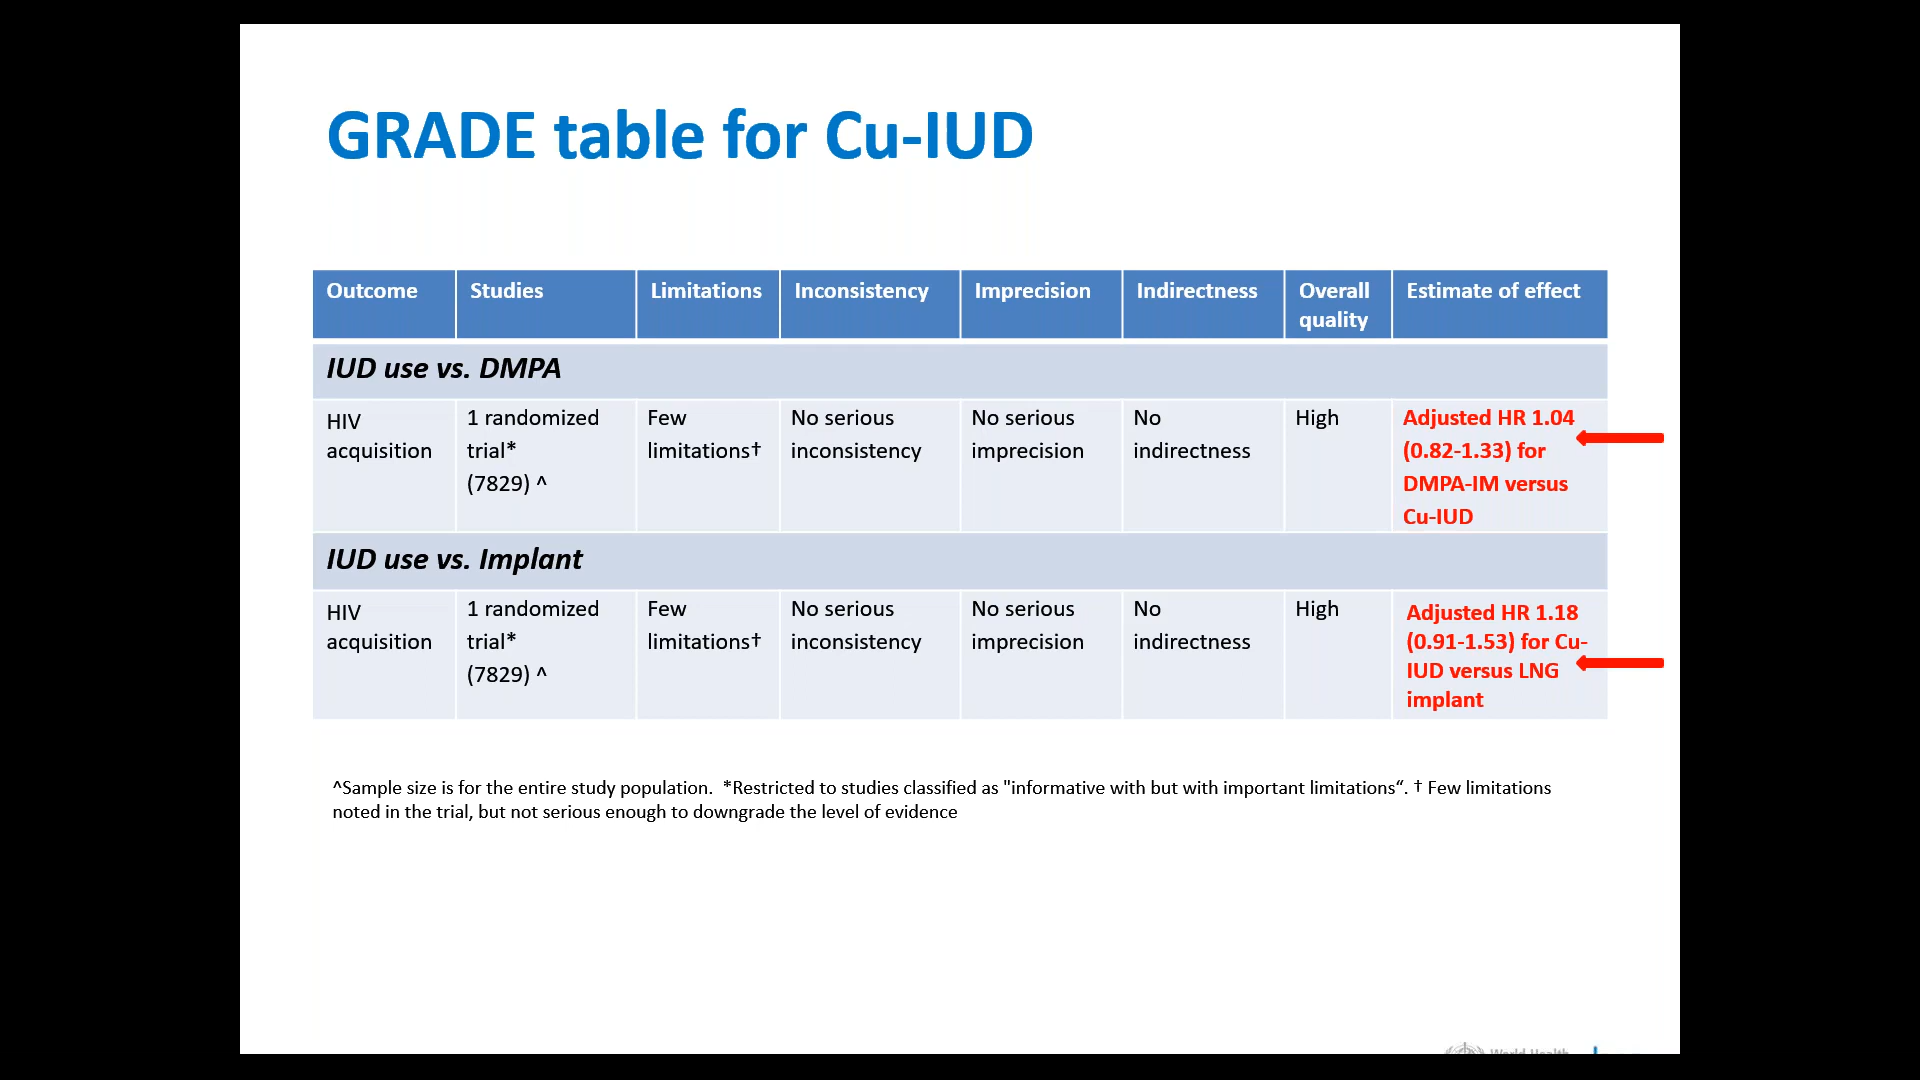 GRADE table for Cu-IUD
Outcome Studies Limitations Inconsistency Imprecision Indirectness Overall quality Estimate of effect
IUD use vs. DMPA
HIV acquisition
1 randomized trial* (7829) ^
Few limitations†
No serious inconsistency
No serious imprecision
No indirectness
High
Adjusted HR 1.04
(0.82-1.33) for
DMPA-IM versus
Cu-IUD
IUD use vs. Implant
HIV acquisition
1 randomized trial* (7829) ^
Few limitations†
No serious inconsistency
No serious imprecision
No indirectness
High
Adjusted HR 1.18
(0.91-1.53) for Cu-
IUD versus LNG
implant
^Sample size is for the entire study population. *Restricted to studies classified as "informative with but with important limitations“. † Few limitations
noted in the trial, but not serious enough to downgrade the level of evidence
World Health